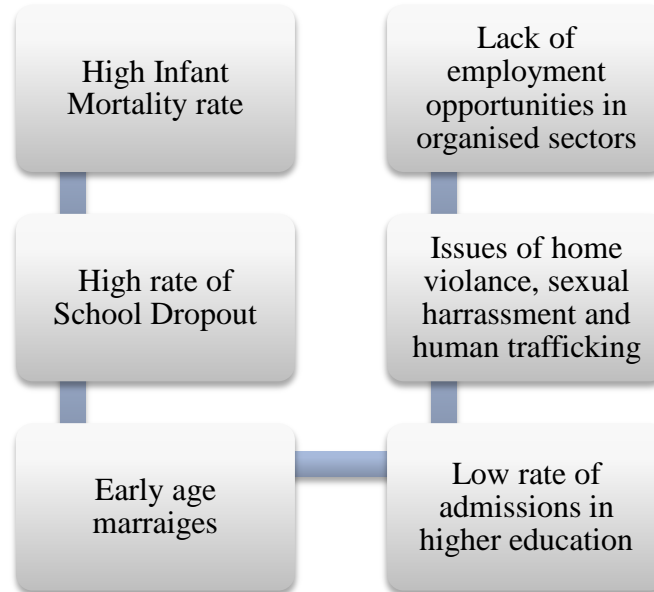 High Infant
Mortality rate
High rate of
School Dropout
Early age
marraiges
Low rate of
admissions in
higher education
Issues of home
violance, sexual
harrassment and
human trafficking
Lack of
employment
opportunities in
organised sectors